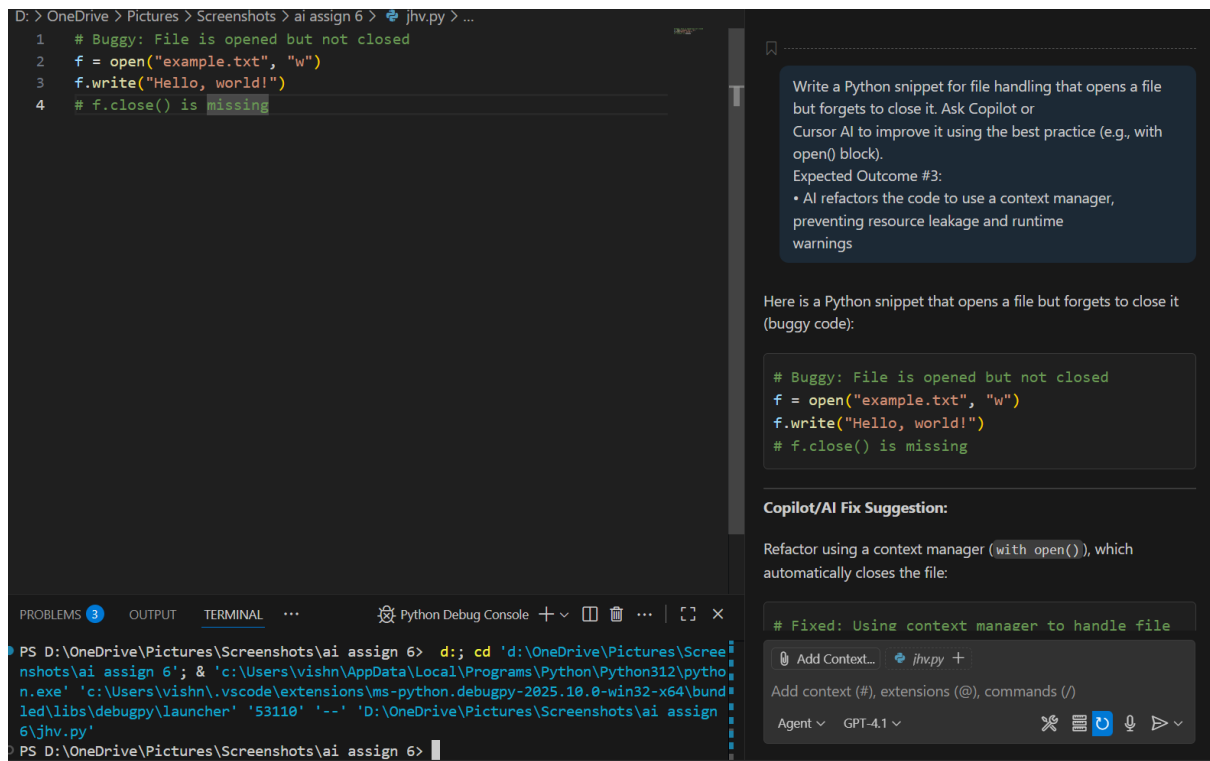 D: > OneDrive > Pictures > Screenshots > ai assign 6 > jhv.py > ...
1 # Buggy: File is opened but not closed
2 f = open("example.txt", "w")
3 f.write("Hello, world!")
4 # f.close() is missing
PROBLEMS 3 OUTPUT TERMINAL ··· Python Debug Console
PS D:\OneDrive\Pictures\Screenshots\ai assign 6> d:; cd 'd:\OneDrive\Pictures\Scree
nshots\ai assign 6'; & 'c:\Users\vishn\AppData\Local\Programs\Python\Python312\pytho
n.exe' 'c:\Users\vishn\.vscode\extensions\ms-python.debugpy-2025.10.0-win32-x64\bund
led\libs\debugpy\launcher' '53110' '--' 'D:\OneDrive\Pictures\Screenshots\ai assign
6\jhv.py'
PS D:\OneDrive\Pictures\Screenshots\ai assign 6>
Write a Python snippet for file handling that opens a file
but forgets to close it. Ask Copilot or
Cursor AI to improve it using the best practice (e.g., with
open() block).
Expected Outcome #3:
• AI refactors the code to use a context manager,
preventing resource leakage and runtime
warnings
Here is a Python snippet that opens a file but forgets to close it
(buggy code):
# Buggy: File is opened but not closed
f = open("example.txt", "w")
f.write("Hello, world!")
# f.close() is missing
Copilot/AI Fix Suggestion:
Refactor using a context manager (with open()), which
automatically closes the file:
# Fixed: Using context manager to handle file
Add Context... jhv.py +
Add context (#), extensions (@), commands (/)
Agent GPT-4.1